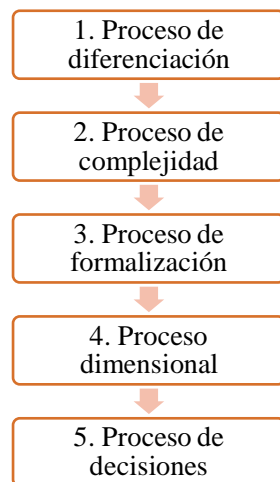 1. Proceso de
diferenciación
2. Proceso de
complejidad
3. Proceso de
formalización
4. Proceso
dimensional
5. Proceso de
decisiones